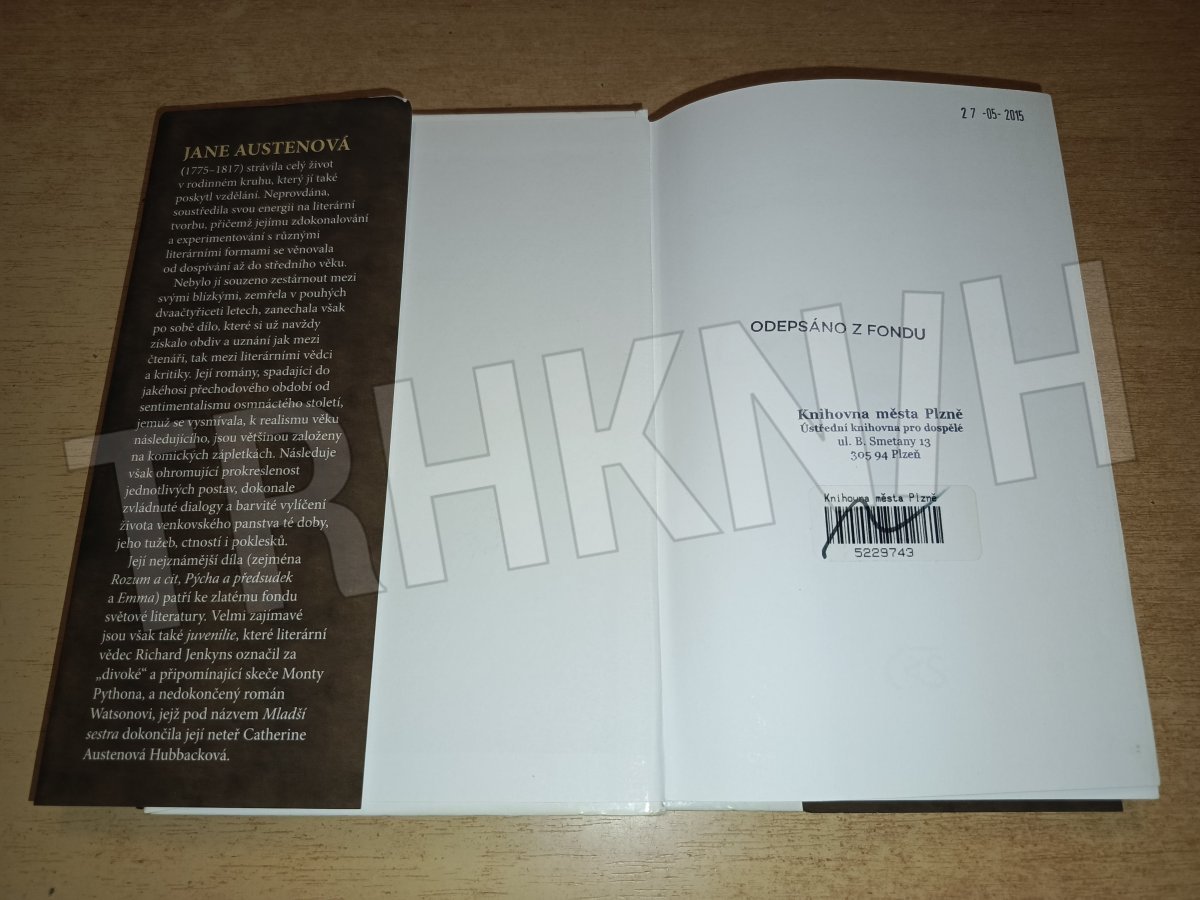 JANE AUSTENOVÁ
(1775–1817) strávila celý život
v rodinném kruhu, který jí také
poskytl vzdělání. Neprovdána,
soustředila svou energii na literární
tvorbu, přičemž jejímu zdokonalování
a experimentování s různými
literárními formami se věnovala
od dospívání až do středního věku.
Nebylo jí souzeno zestárnout mezi
svými blízkými, zemřela v pouhých
dvaačtyřiceti letech, zanechala však
po sobě dílo, které si už navždy
získalo obdiv a uznání jak mezi
čtenáři, tak mezi literárními vědci
a kritiky. Její romány, spadající do
jakéhosi přechodového období od
sentimentalismu osmnáctého století,
jemuž se vysmívala, k realismu věku
následujícího, jsou většinou založeny
na komických zápletkách. Následuje
však ohromující prokreslenost
jednotlivých postav, dokonale
zvládnuté dialogy a barvité vylíčení
života venkovského panstva té doby,
jeho tužeb, ctností i poklesků.
Její nejznámější díla (zejména
Rozum a cit, Pýcha a předsudek
a Emma) patří ke zlatému fondu
světové literatury. Velmi zajímavé
jsou však také juvenilie, které literární
vědec Richard Jenkyns označil za
„divoké“ a připomínající skeče Monty
Pythona, a nedokončený román
Watsonovi, jejž pod názvem Mladší
sestra dokončila její neteř Catherine
Austenová Hubbacková.
27 -05- 2015
ODEPSÁNO Z FONDU
Knihovna města Plzně
Ústřední knihovna pro dospělé
ul. B. Smetany 13
305 94 Plzeň
Knihovna města Plzně
5229743
TRHKNIH